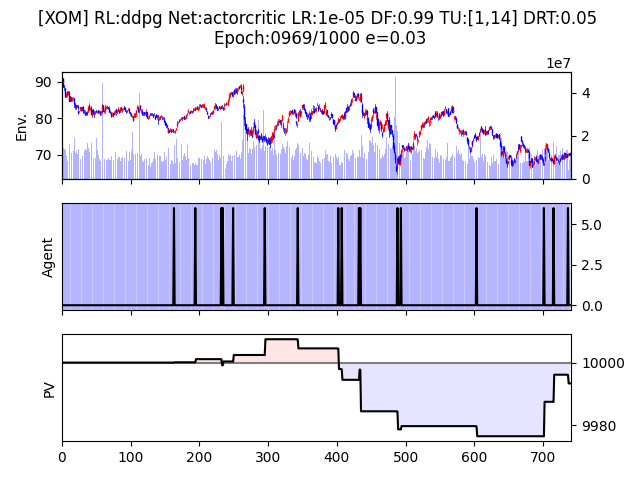 [XOM] RL:ddpg Net:actorcritic LR:1e-05 DF:0.99 TU:[1,14] DRT:0.05
Epoch:0969/1000 e=0.03
1e7
Env.
90
80
70
4
2
0
Agent
5.0
2.5
0.0
PV
10000
9980
0 100 200 300 400 500 600 700